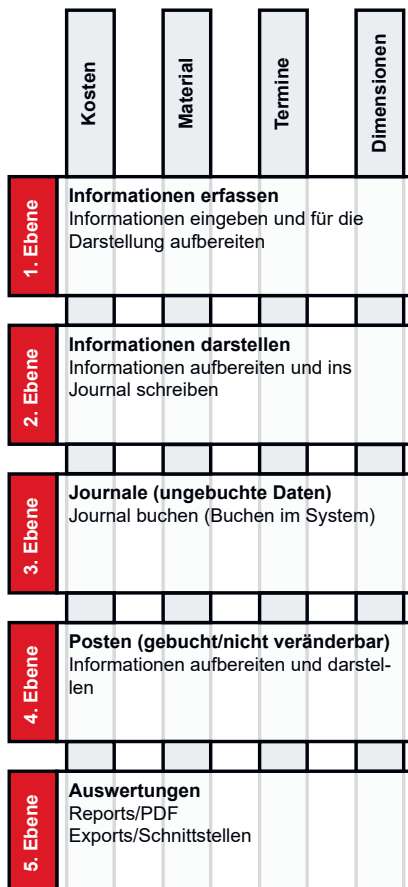 Kosten
Material
Termine
Dimensionen
1. Ebene
Informationen erfassen
Informationen eingeben und für die
Darstellung aufbereiten
2. Ebene
Informationen darstellen
Informationen aufbereiten und ins
Journal schreiben
3. Ebene
Journale (ungebuchte Daten)
Journal buchen (Buchen im System)
4. Ebene
Posten (gebucht/nicht veränderbar)
Informationen aufbereiten und darstel-
len
5. Ebene
Auswertungen
Reports/PDF
Exports/Schnittstellen